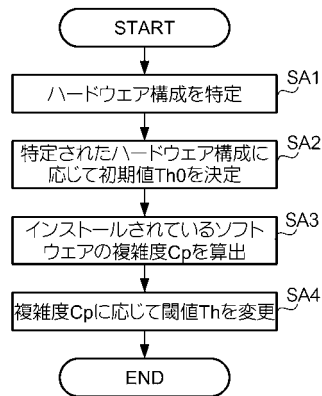 START
SA1
ハードウェア構成を特定
SA2
特定されたハードウェア構成に
応じて初期値Th0を決定
SA3
インストールされているソフト
ウェアの複雑度Cpを算出
SA4
複雑度Cpに応じて閾値Thを変更
END